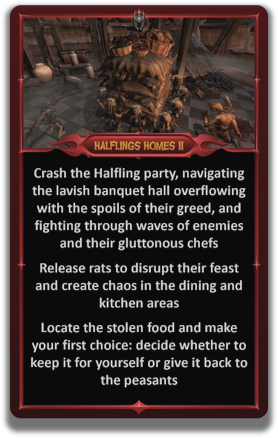 HALFLINGS HOMES II
Crash the Halfling party, navigating
the lavish banquet hall overflowing
with the spoils of their greed, and
fighting through waves of enemies
and their gluttonous chefs
Release rats to disrupt their feast
and create chaos in the dining and
kitchen areas
Locate the stolen food and make
your first choice: decide whether to
keep it for yourself or give it back to
the peasants